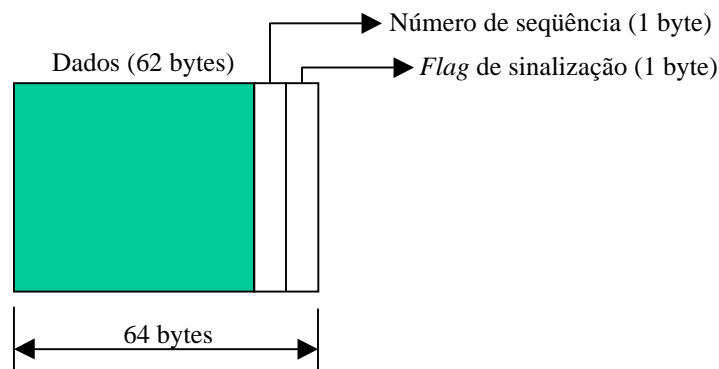 Número de seqüência (1 byte)
Dados (62 bytes)
Flag de sinalização (1 byte)
64 bytes